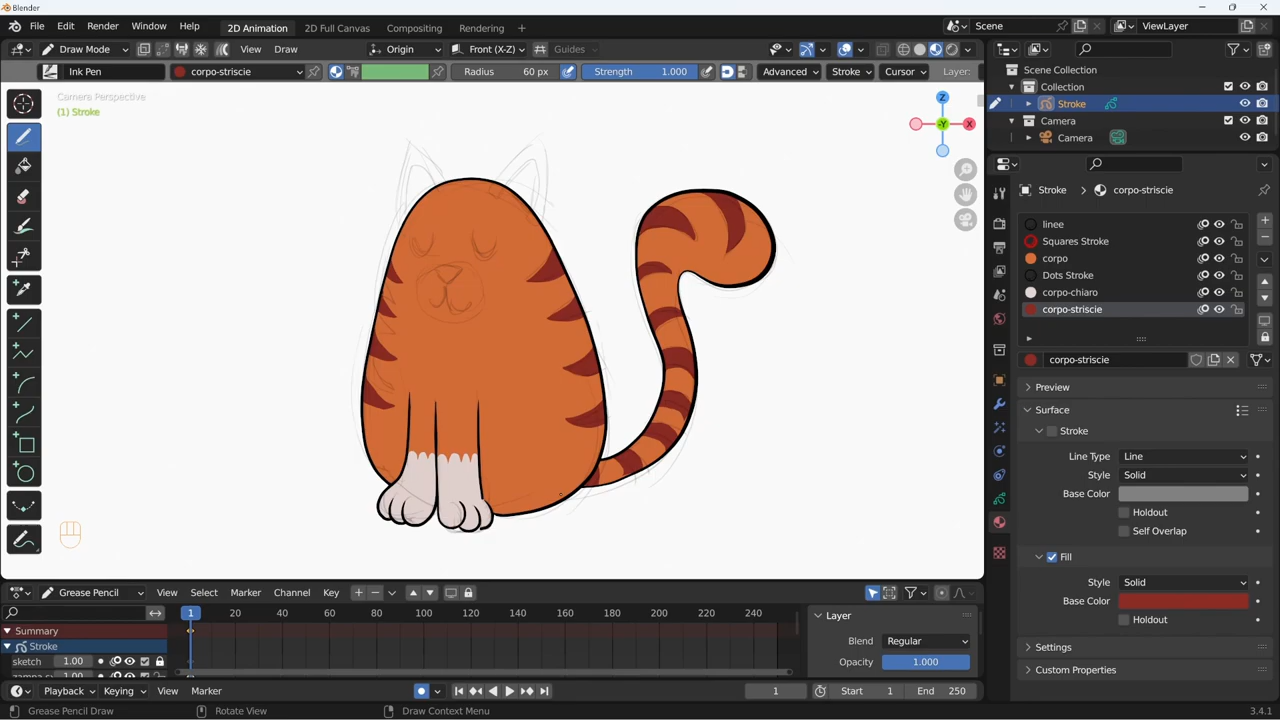 Blender
File Edit Render Window Help 2D Animation 2D Full Canvas Compositing Rendering Scene ViewLayer
Draw Mode View Draw Origin Front (X-Z) Guides
Ink Pen corpo-striscie Radius 60 px Strength 1.000 Advanced Stroke Cursor Layer:
Camera Perspective
(1) Stroke
Z
-Y X
Scene Collection
Collection
Stroke
Camera
Camera
Stroke corpo-striscie
linee
Squares Stroke
corpo
Dots Stroke
corpo-chiaro
corpo-striscie
corpo-striscie
Preview
Surface
Stroke
Line Type Line
Style Solid
Base Color
Holdout
Self Overlap
Fill
Style Solid
Base Color
Holdout
Settings
Custom Properties
Grease Pencil View Select Marker Channel Key
1 20 40 60 80 100 120 140 160 180 200 220 240
Summary
Stroke
sketch 1.00
Layer
Blend Regular
Opacity 1.000
Playback Keying View Marker 1 Start 1 End 250
Grease Pencil Draw Rotate View Draw Context Menu 3.4.1